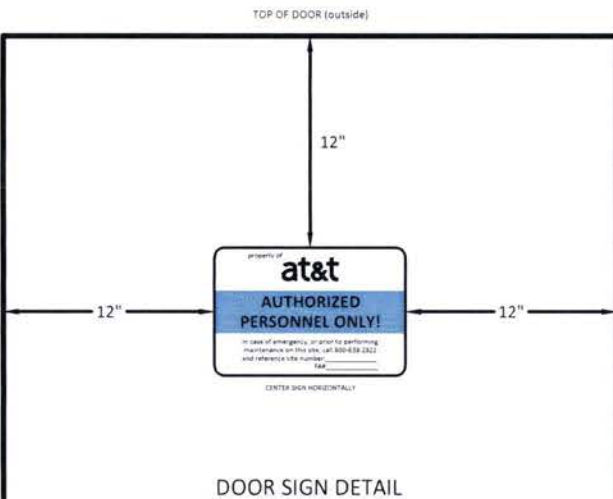 TOP OF DOOR (outside)
12"
property of
at&t
12"
AUTHORIZED
PERSONNEL ONLY!
12"
In case of emergency, or prior to performing
maintenance on this site, call 800-638-2822
and reference site number
FA#
CENTER SIGN HORIZONTALLY
DOOR SIGN DETAIL